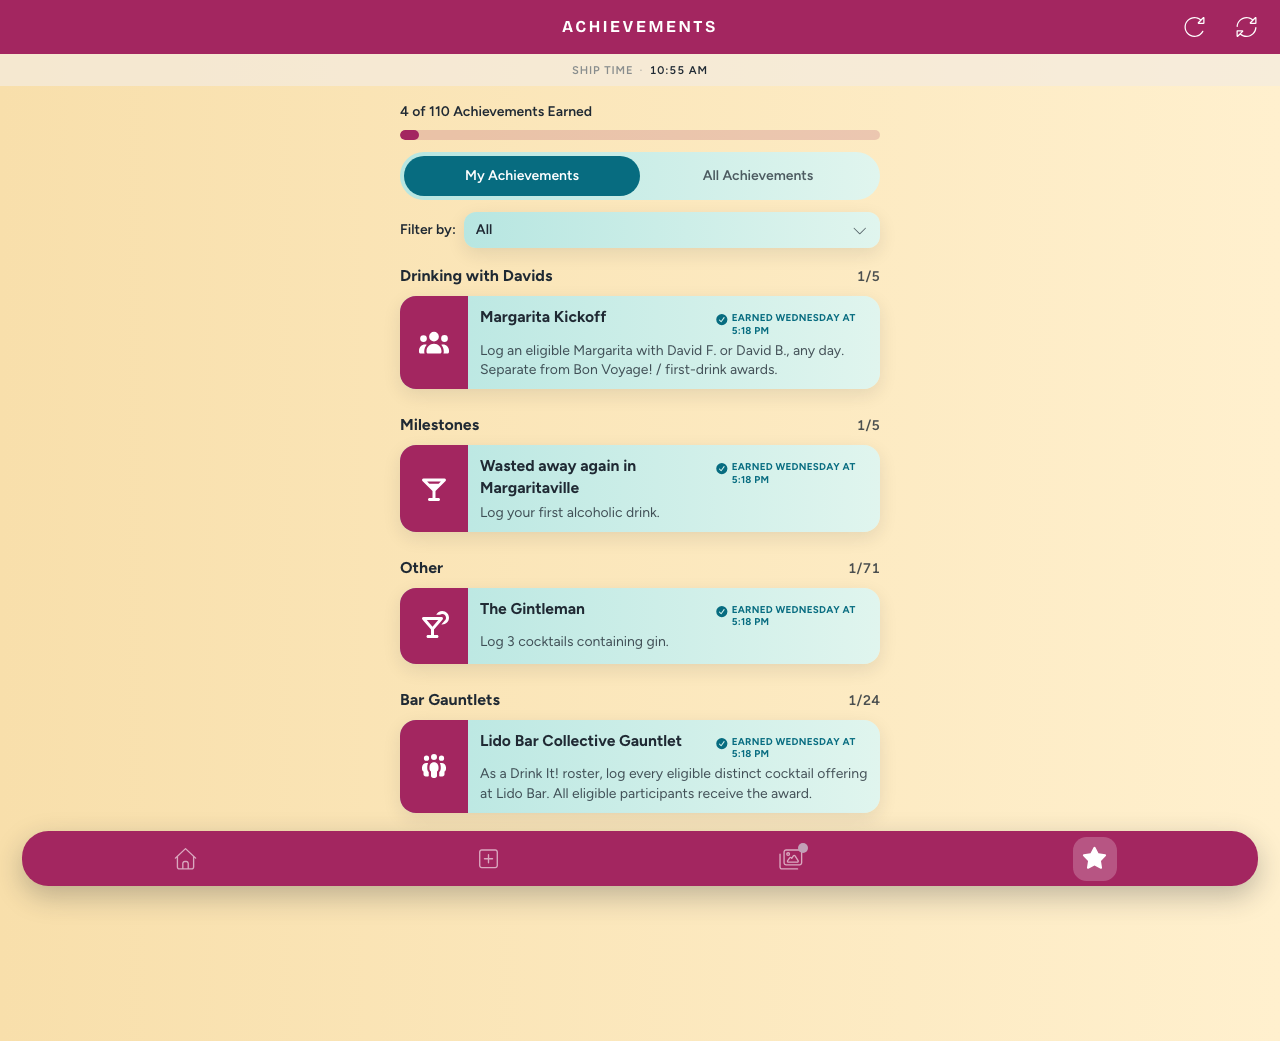 ACHIEVEMENTS
SHIP TIME · 10:55 AM
4 of 110 Achievements Earned
My Achievements
All Achievements
Filter by:
All
Drinking with Davids
1/5
Margarita Kickoff
EARNED WEDNESDAY AT
5:18 PM
Log an eligible Margarita with David F. or David B., any day.
Separate from Bon Voyage! / first-drink awards.
Milestones
1/5
Wasted away again in
Margaritaville
EARNED WEDNESDAY AT
5:18 PM
Log your first alcoholic drink.
Other
1/71
The Gintleman
EARNED WEDNESDAY AT
5:18 PM
Log 3 cocktails containing gin.
Bar Gauntlets
1/24
Lido Bar Collective Gauntlet
EARNED WEDNESDAY AT
5:18 PM
As a Drink It! roster, log every eligible distinct cocktail offering
at Lido Bar. All eligible participants receive the award.